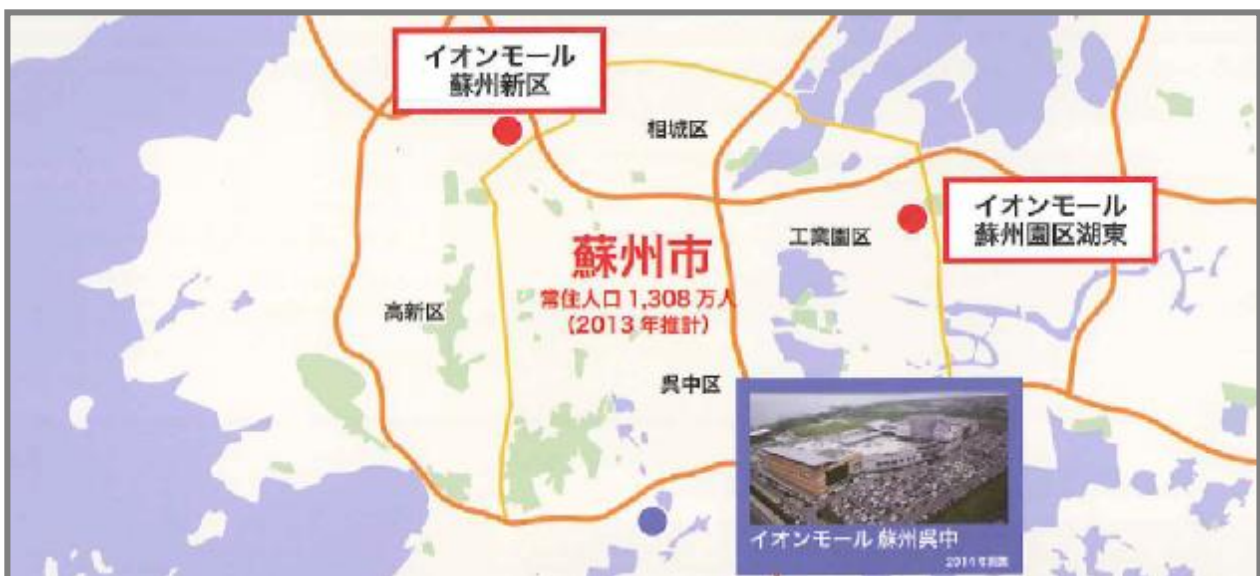 イオンモール
蘇州新区
相城区
イオンモール
蘇州園区湖東
工業園区
蘇州市
常住人口 1,308 万人
(2013 年推計)
高新区
呉中区
イオンモール 蘇州呉中